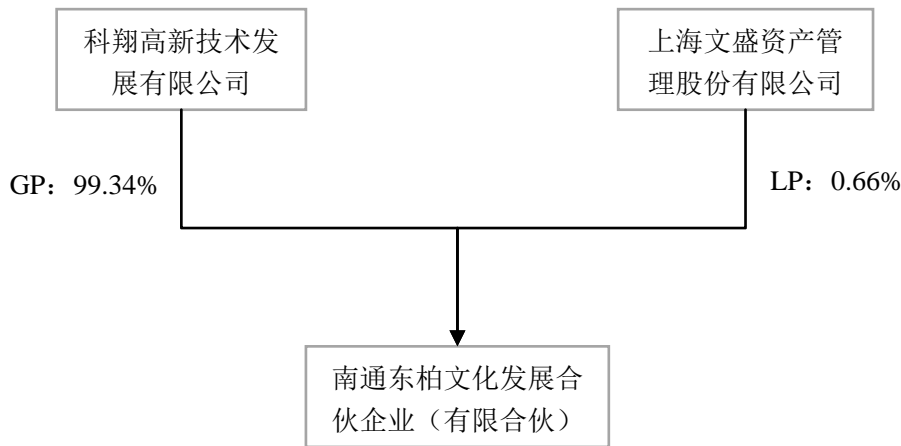 科翔高新技术发
展有限公司
上海文盛资产管
理股份有限公司
GP：99.34%
LP：0.66%
南通东柏文化发展合
伙企业（有限合伙）